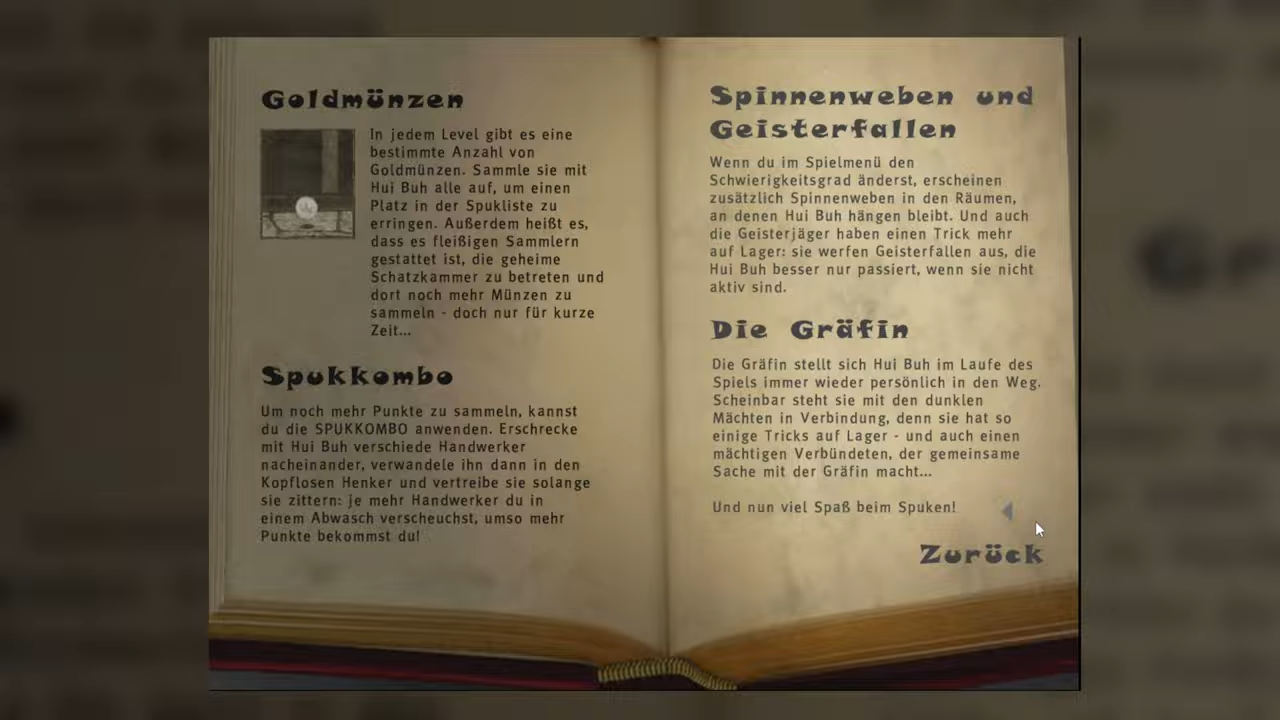 Goldmünzen
In jedem Level gibt es eine
bestimmte Anzahl von
Goldmünzen. Sammle sie mit
Hui Buh alle auf, um einen
Platz in der Spukliste zu
erringen. Außerdem heißt es,
dass es fleißigen Sammlern
gestattet ist, die geheime
Schatzkammer zu betreten und
dort noch mehr Münzen zu
sammeln - doch nur für kurze
Zeit...
Spukkombo
Um noch mehr Punkte zu sammeln, kannst
du die SPUKKOMBO anwenden. Erschrecke
mit Hui Buh verschiede Handwerker
nacheinander, verwandele ihn dann in den
Kopflosen Henker und vertreibe sie solange
sie zittern: je mehr Handwerker du in
einem Abwasch verscheuchst, umso mehr
Punkte bekommst du!
Spinnenweben und
Geisterfallen
Wenn du im Spielmenü den
Schwierigkeitsgrad änderst, erscheinen
zusätzlich Spinnenweben in den Räumen,
an denen Hui Buh hängen bleibt. Und auch
die Geisterjäger haben einen Trick mehr
auf Lager: sie werfen Geisterfallen aus, die
Hui Buh besser nur passiert, wenn sie nicht
aktiv sind.
Die Gräfin
Die Gräfin stellt sich Hui Buh im Laufe des
Spiels immer wieder persönlich in den Weg.
Scheinbar steht sie mit den dunklen
Mächten in Verbindung, denn sie hat so
einige Tricks auf Lager - und auch einen
mächtigen Verbündeten, der gemeinsame
Sache mit der Gräfin macht...
Und nun viel Spaß beim Spuken!
Zurück